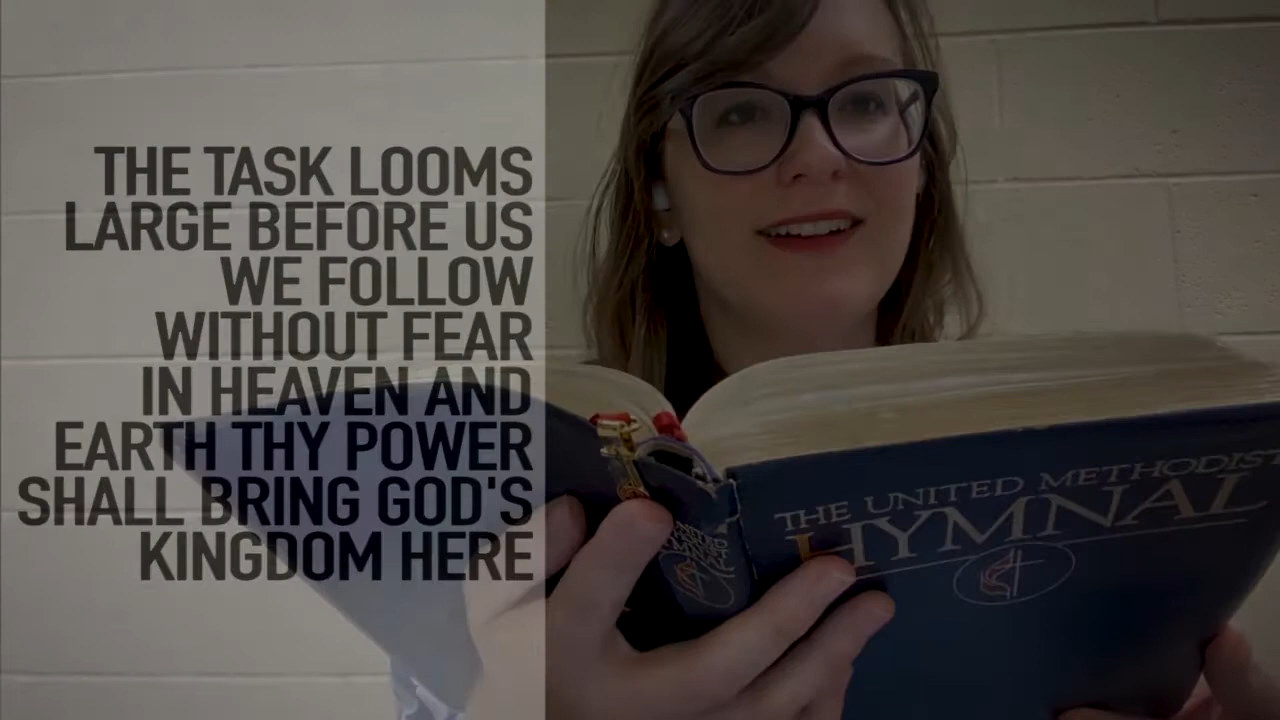 THE TASK LOOMS
LARGE BEFORE US
WE FOLLOW
WITHOUT FEAR
IN HEAVEN AND
EARTH THY POWER
SHALL BRING GOD'S
KINGDOM HERE
THE UNITED METHODIST
HYMNAL